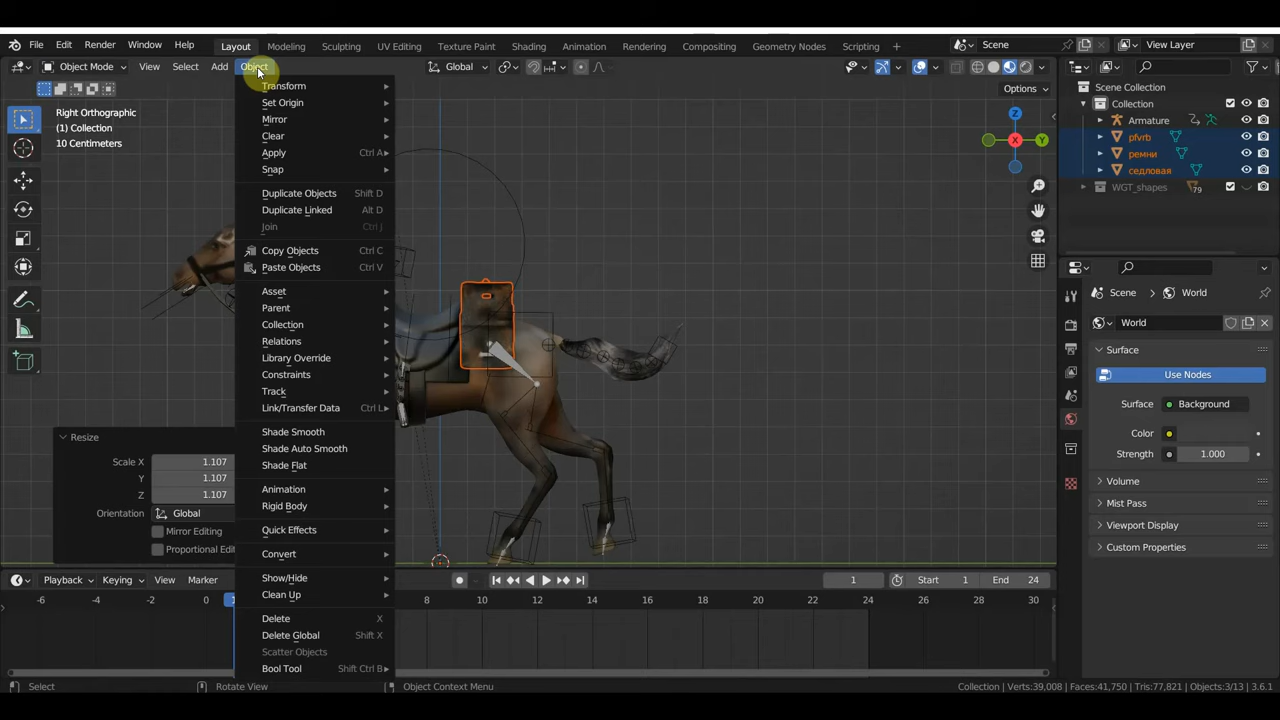 File Edit Render Window Help Layout Modeling Sculpting UV Editing Texture Paint Shading Animation Rendering Compositing Geometry Nodes Scripting + Scene View Layer
Object Mode View Select Add Object Global
Options
Right Orthographic
(1) Collection
10 Centimeters
Transform
Set Origin
Mirror
Clear
Apply Ctrl A
Snap
Duplicate Objects Shift D
Duplicate Linked Alt D
Join Ctrl J
Copy Objects Ctrl C
Paste Objects Ctrl V
Asset
Parent
Collection
Relations
Library Override
Constraints
Track
Link/Transfer Data Ctrl L
Shade Smooth
Shade Auto Smooth
Shade Flat
Animation
Rigid Body
Quick Effects
Convert
Show/Hide
Clean Up
Delete X
Delete Global Shift X
Scatter Objects
Bool Tool Shift Ctrl B
Z
X
Y
Resize
Scale X 1.107
Y 1.107
Z 1.107
Orientation Global
Mirror Editing
Proportional Edit
Scene Collection
Collection
Armature
pfvrb
ремни
седловая
WGT_shapes 79
Scene World
World
Surface
Use Nodes
Surface Background
Color
Strength 1.000
Volume
Mist Pass
Viewport Display
Custom Properties
Playback Keying View Marker 1 Start 1 End 24
-6 -4 -2 0 1 8 10 12 14 16 18 20 22 24 26 28 30
Select Rotate View Object Context Menu Collection | Verts:39,008 | Faces:41,750 | Tris:77,821 | Objects:3/13 | 3.6.1